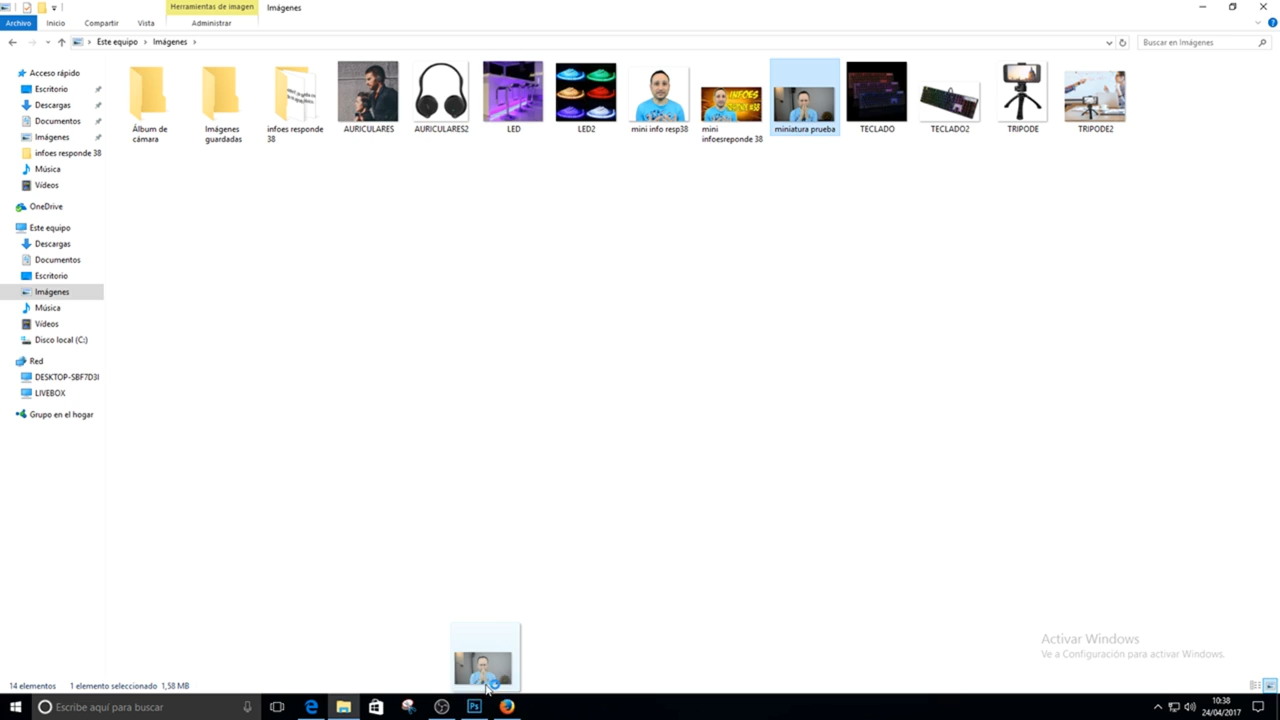 Herramientas de imagen
Imágenes
Archivo
Inicio
Compartir
Vista
Administrar
Este equipo
Imágenes
Buscar en Imágenes
Acceso rápido
Escritorio
Descargas
Documentos
Imágenes
infoes responde 38
Música
Vídeos
OneDrive
Este equipo
Descargas
Documentos
Escritorio
Imágenes
Música
Vídeos
Disco local (C:)
Red
DESKTOP-SBF7D3I
LIVEBOX
Grupo en el hogar
Álbum de
cámara
Imágenes
guardadas
infoes responde
38
AURICULARES
AURICULARES2
LED
LED2
mini info resp38
INFOES
mini
infoesreponde 38
miniatura prueba
TECLADO
TECLADO2
TRIPODE
TRIPODE2
Activar Windows
Ve a Configuración para activar Windows.
14 elementos
1 elemento seleccionado 1,58 MB
Escribe aquí para buscar
Ps
10:38
24/04/2017